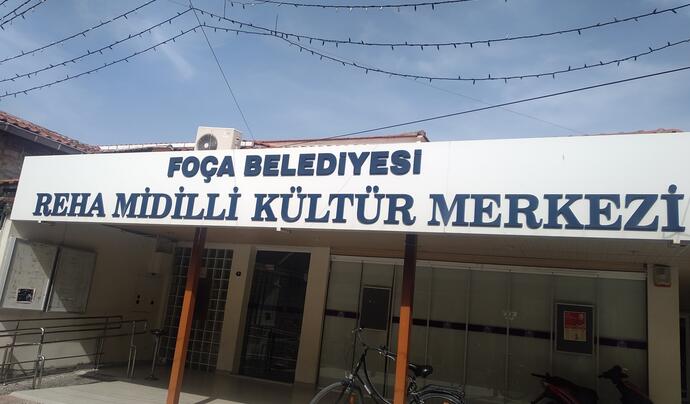 FOÇA BELEDİYESİ
REHA MİDİLLİ KÜLTÜR MERKEZİ